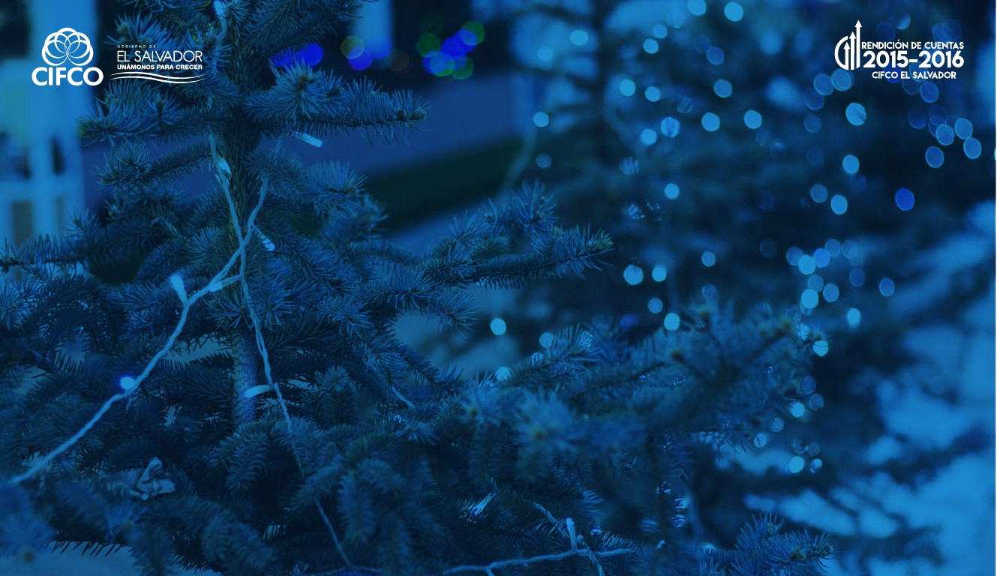 CIFCO
GOBIERNO DE
EL SALVADOR
UNÁMONOS PARA CRECER
RENDICIÓN DE CUENTAS
2015-2016
CIFCO EL SALVADOR